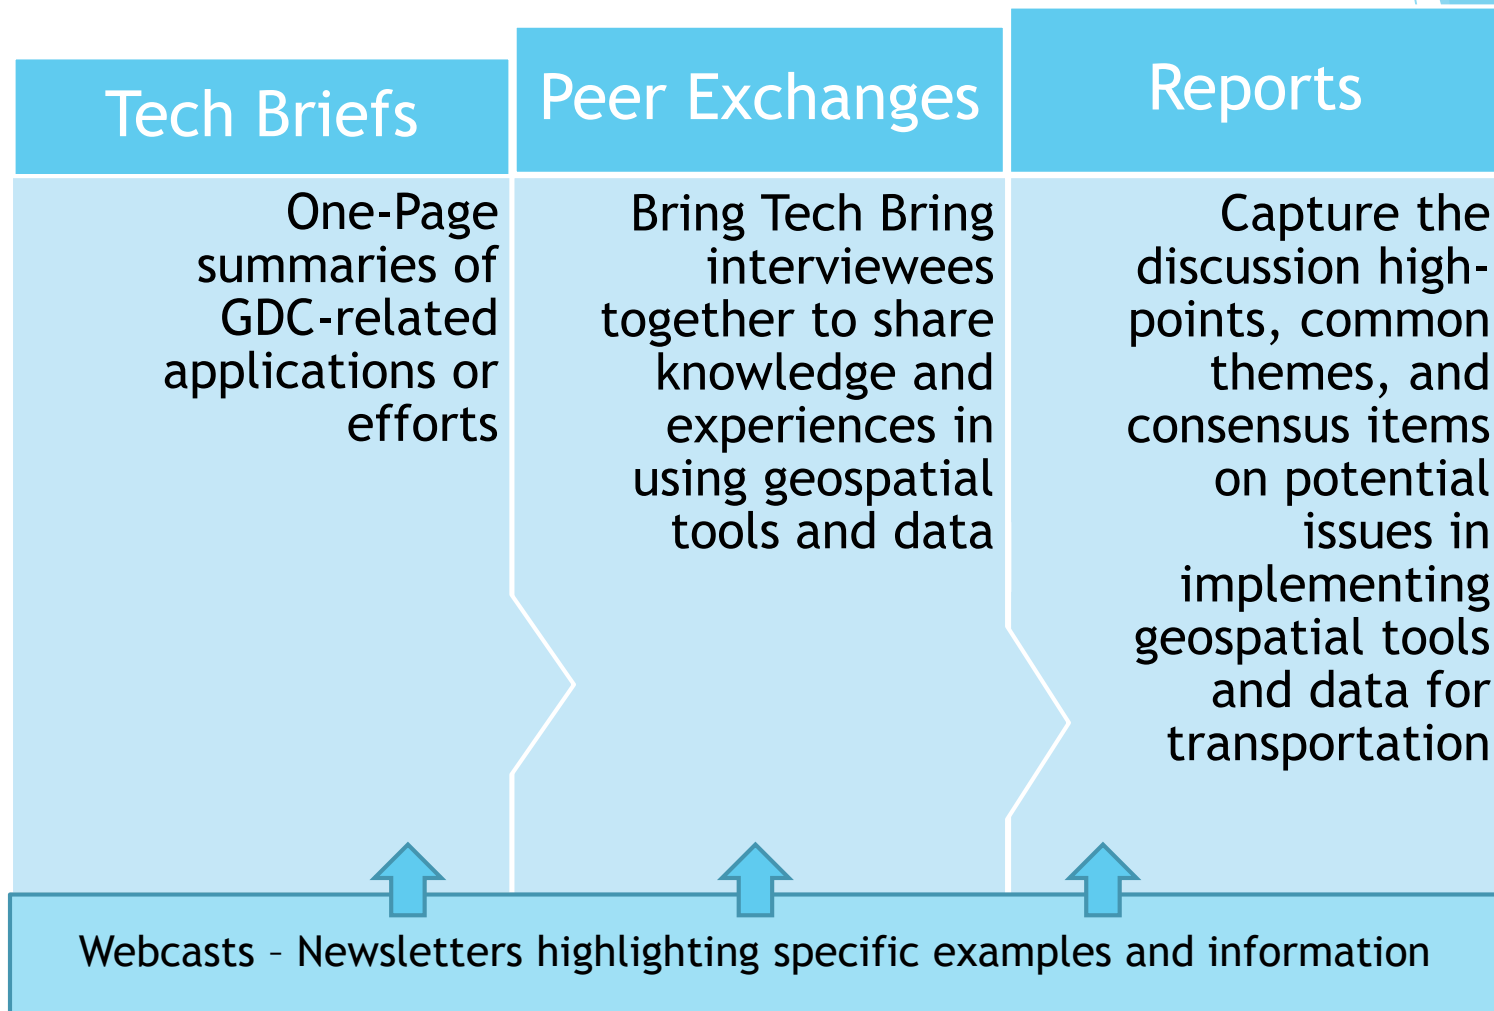 Tech Briefs
One-Page
summaries of
GDC-related
applications or
efforts
Peer Exchanges
Bring Tech Bring
interviewees
together to share
knowledge and
experiences in
using geospatial
tools and data
Reports
Capture the
discussion high-
points, common
themes, and
consensus items
on potential
issues in
implementing
geospatial tools
and data for
transportation
Webcasts – Newsletters highlighting specific examples and information